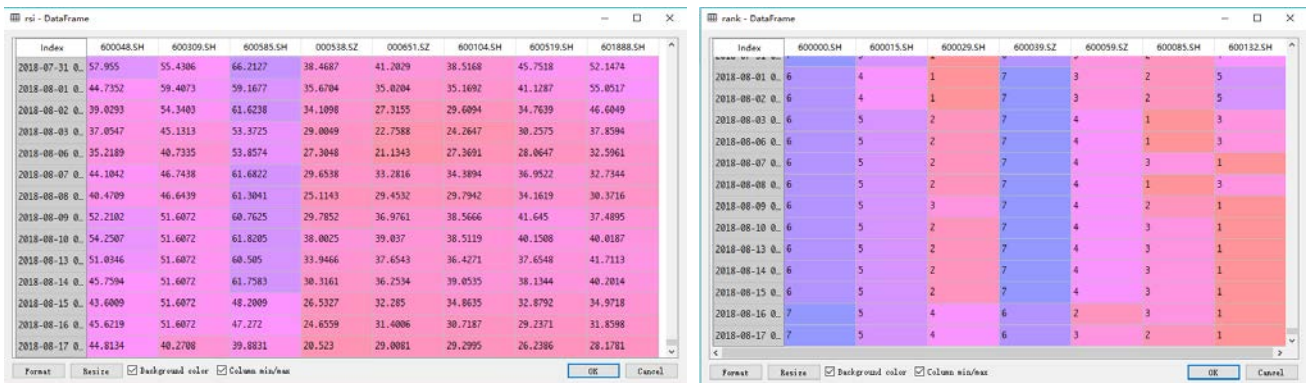 rsi - DataFrame
Index 600048.SH 600309.SH 600585.SH 000538.SZ 000651.SZ 600104.SH 600519.SH 601888.SH
2018-07-31 0… 57.955 55.4306 66.2127 38.4687 41.2029 38.5168 45.7518 52.1474
2018-08-01 0… 44.7352 59.4073 59.1677 35.6704 35.0204 35.1692 41.1287 55.0517
2018-08-02 0… 39.0293 54.3403 61.6238 34.1098 27.3155 29.6094 34.7639 46.6049
2018-08-03 0… 37.0547 45.1313 53.3725 29.0049 22.7588 24.2647 30.2575 37.8594
2018-08-06 0… 35.2189 40.7335 53.8574 27.3048 21.1343 27.3691 28.0647 32.5961
2018-08-07 0… 44.1042 46.7438 61.6822 29.6538 33.2816 34.3894 36.9522 32.7344
2018-08-08 0… 40.4709 46.6439 61.3041 25.1143 29.4532 29.7942 34.1619 30.3716
2018-08-09 0… 52.2102 51.6072 60.7625 29.7852 36.9761 38.5666 41.645 37.4895
2018-08-10 0… 54.2507 51.6072 61.8205 38.0025 39.037 38.5119 40.1508 40.0187
2018-08-13 0… 51.0346 51.6072 60.505 33.9466 37.6543 36.4271 37.6548 41.7113
2018-08-14 0… 45.7594 51.6072 61.7583 30.3161 36.2534 39.0535 38.1344 40.2014
2018-08-15 0… 43.6009 51.6072 48.2009 26.5327 32.285 34.8635 32.8792 34.9718
2018-08-16 0… 45.6219 51.6072 47.272 24.6559 31.4006 30.7187 29.2371 31.8598
2018-08-17 0… 44.8134 40.2708 39.8831 20.523 29.0081 29.2995 26.2386 28.1781
Format Resize Background color Column min/max OK Cancel
rank - DataFrame
Index 600000.SH 600015.SH 600029.SH 600039.SZ 600059.SZ 600085.SH 600132.SH
2018-08-01 0… 6 4 1 7 3 2 5
2018-08-02 0… 6 4 1 7 3 2 5
2018-08-03 0… 6 5 2 7 4 1 3
2018-08-06 0… 6 5 2 7 4 1 3
2018-08-07 0… 6 5 2 7 4 3 1
2018-08-08 0… 6 5 2 7 4 1 3
2018-08-09 0… 6 5 3 7 4 2 1
2018-08-10 0… 6 5 2 7 4 3 1
2018-08-13 0… 6 5 2 7 4 3 1
2018-08-14 0… 6 5 2 7 4 3 1
2018-08-15 0… 6 5 2 7 4 3 1
2018-08-16 0… 7 5 4 6 2 3 1
2018-08-17 0… 7 5 4 6 3 2 1
Format Resize Background color Column min/max OK Cancel